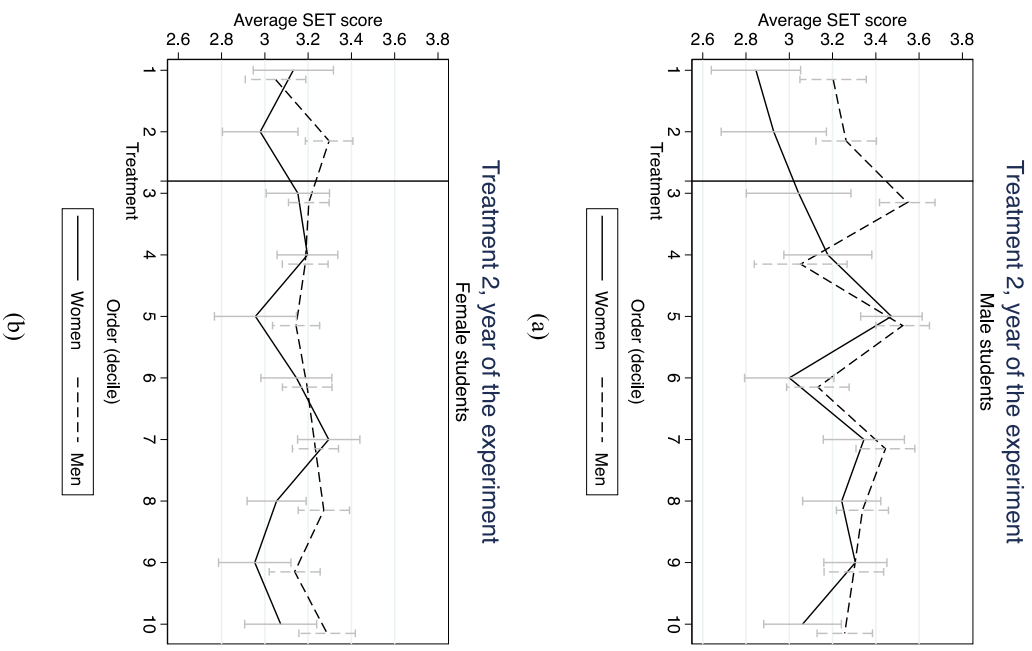 Treatment 2, year of the experiment
Male students
Average SET score
2.6 2.8 3 3.2 3.4 3.6 3.8
1 2 3 4 5 6 7 8 9 10
Treatment
Order (decile)
Women Men
(a)
Treatment 2, year of the experiment
Female students
Average SET score
2.6 2.8 3 3.2 3.4 3.6 3.8
1 2 3 4 5 6 7 8 9 10
Treatment
Order (decile)
Women Men
(b)